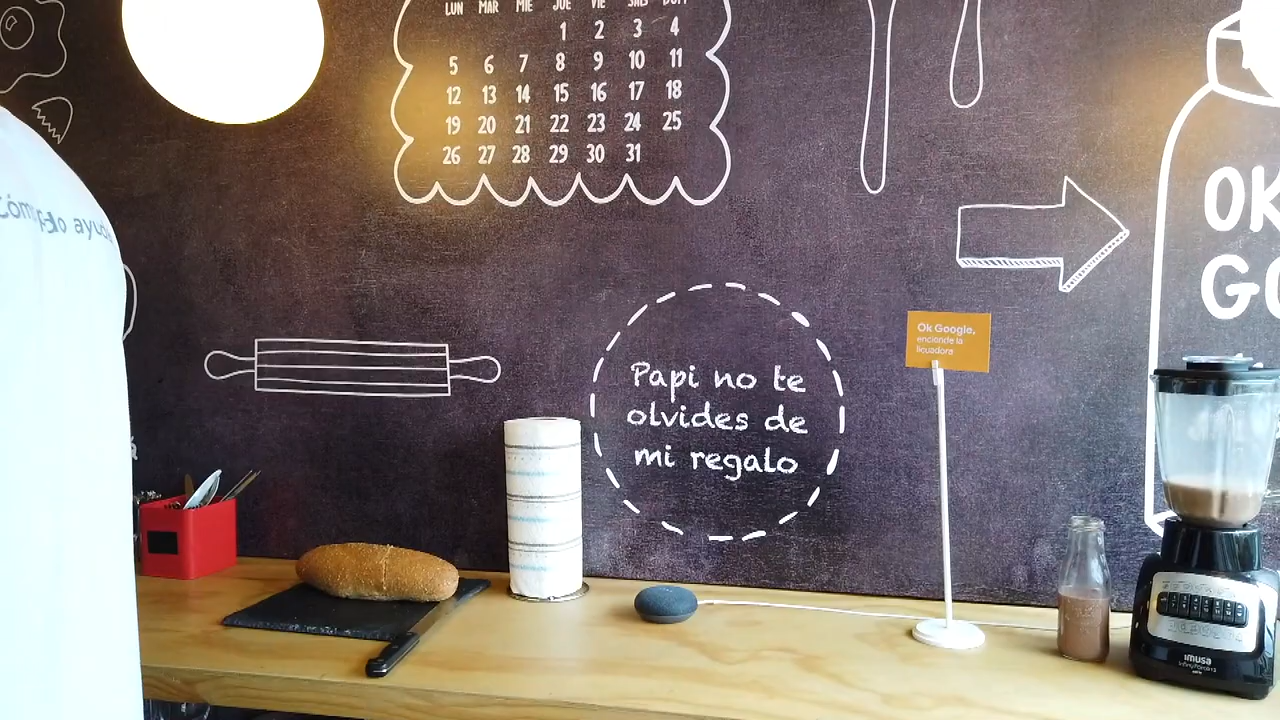 LUN MAR MIE JUE VIE SAB DOM
1 2 3 4
5 6 7 8 9 10 11
12 13 14 15 16 17 18
19 20 21 22 23 24 25
26 27 28 29 30 31
OK
GO
Ok Google,
enciende la
licuadora
Papi no te
olvides de
mi regalo
imusa